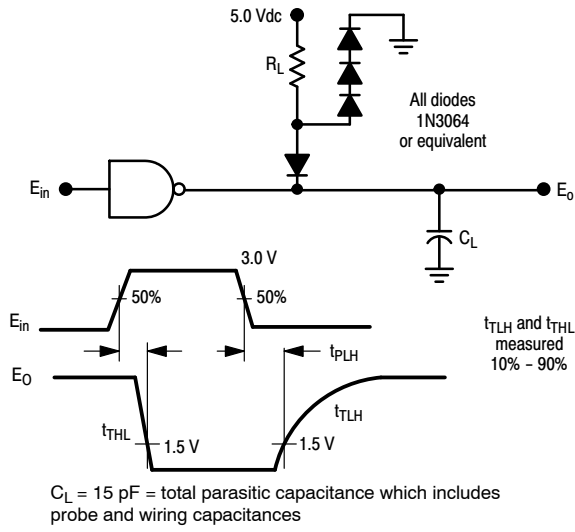 5.0 Vdc
R_L
All diodes
1N3064
or equivalent
E_in
E_o
C_L
3.0 V
50%
50%
E_in
t_PLH
t_TLH and t_THL
measured
10% – 90%
E_O
t_THL
1.5 V
t_TLH
1.5 V
C_L = 15 pF = total parasitic capacitance which includes
probe and wiring capacitances